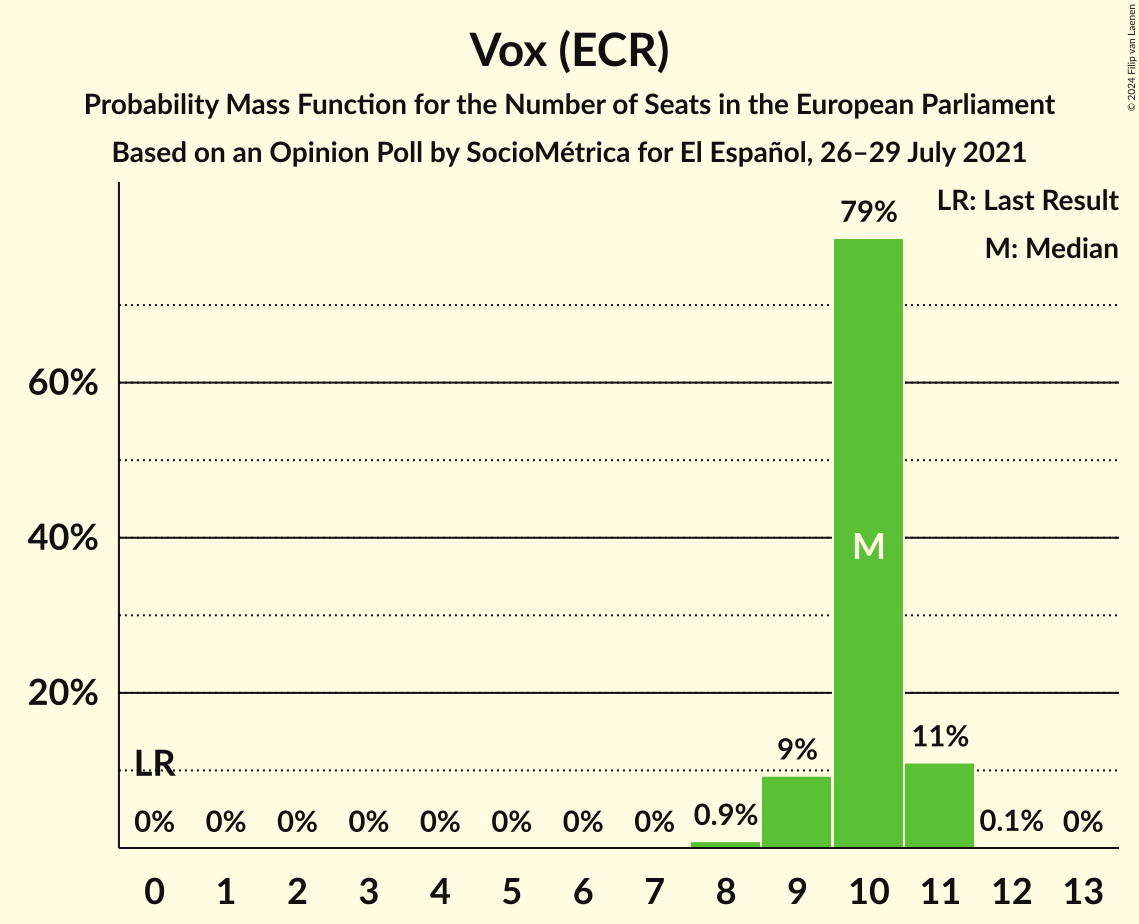 Vox (ECR)
Probability Mass Function for the Number of Seats in the European Parliament
Based on an Opinion Poll by SocioMétrica for El Español, 26–29 July 2021
© 2024 Filip van Laenen
LR: Last Result
M: Median
79%
60%
40%
M
20%
LR
9%
11%
0% 0% 0% 0% 0% 0% 0% 0% 0.9% 0.1% 0%
0 1 2 3 4 5 6 7 8 9 10 11 12 13